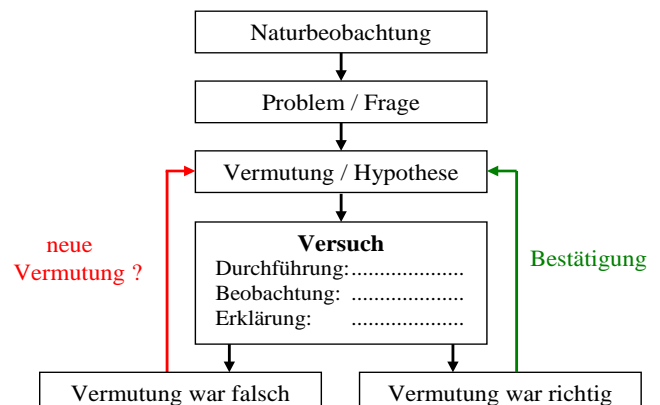 Naturbeobachtung
Problem / Frage
Vermutung / Hypothese
neue
Vermutung ?
Versuch
Durchführung: ......................
Beobachtung: ......................
Erklärung: ......................
Bestätigung
Vermutung war falsch
Vermutung war richtig